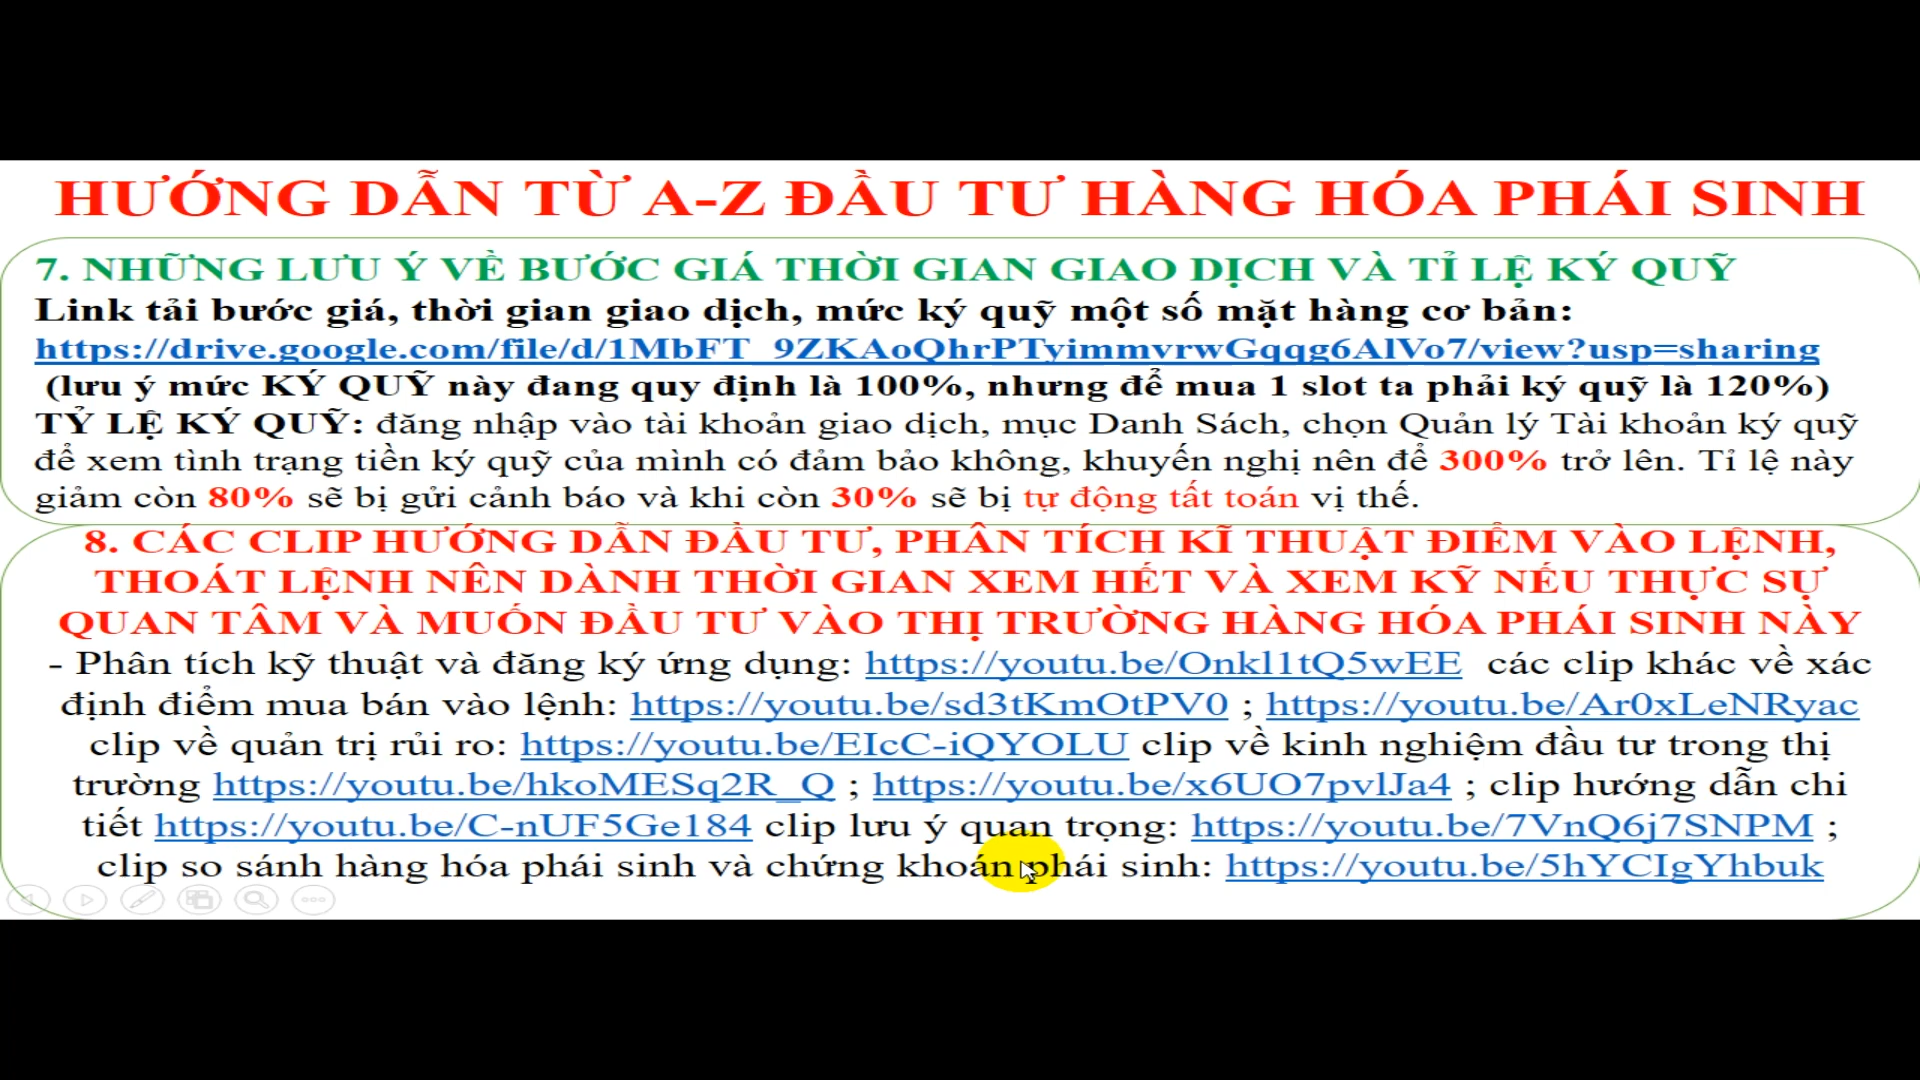 HƯỚNG DẪN TỪ A-Z ĐẦU TƯ HÀNG HÓA PHÁI SINH
7. NHỮNG LƯU Ý VỀ BƯỚC GIÁ THỜI GIAN GIAO DỊCH VÀ TỈ LỆ KÝ QUỸ
Link tải bước giá, thời gian giao dịch, mức ký quỹ một số mặt hàng cơ bản:
https://drive.google.com/file/d/1MbFT_9ZKAoQhrPTyimmvrwGqqg6AlVo7/view?usp=sharing
(lưu ý mức KÝ QUỸ này đang quy định là 100%, nhưng để mua 1 slot ta phải ký quỹ là 120%)
TỶ LỆ KÝ QUỸ: đăng nhập vào tài khoản giao dịch, mục Danh Sách, chọn Quản lý Tài khoản ký quỹ
để xem tình trạng tiền ký quỹ của mình có đảm bảo không, khuyến nghị nên để 300% trở lên. Tỉ lệ này
giảm còn 80% sẽ bị gửi cảnh báo và khi còn 30% sẽ bị tự động tất toán vị thế.
8. CÁC CLIP HƯỚNG DẪN ĐẦU TƯ, PHÂN TÍCH KĨ THUẬT ĐIỂM VÀO LỆNH,
THOÁT LỆNH NÊN DÀNH THỜI GIAN XEM HẾT VÀ XEM KỸ NẾU THỰC SỰ
QUAN TÂM VÀ MUỐN ĐẦU TƯ VÀO THỊ TRƯỜNG HÀNG HÓA PHÁI SINH NÀY
- Phân tích kỹ thuật và đăng ký ứng dụng: https://youtu.be/Onkl1tQ5wEE các clip khác về xác
định điểm mua bán vào lệnh: https://youtu.be/sd3tKmOtPV0 ; https://youtu.be/Ar0xLeNRyac
clip về quản trị rủi ro: https://youtu.be/EIcC-iQYOLU clip về kinh nghiệm đầu tư trong thị
trường https://youtu.be/hkoMESq2R_Q ; https://youtu.be/x6UO7pvlJa4 ; clip hướng dẫn chi
tiết https://youtu.be/C-nUF5Ge184 clip lưu ý quan trọng: https://youtu.be/7VnQ6j7SNPM ;
clip so sánh hàng hóa phái sinh và chứng khoán phái sinh: https://youtu.be/5hYCIgYhbuk